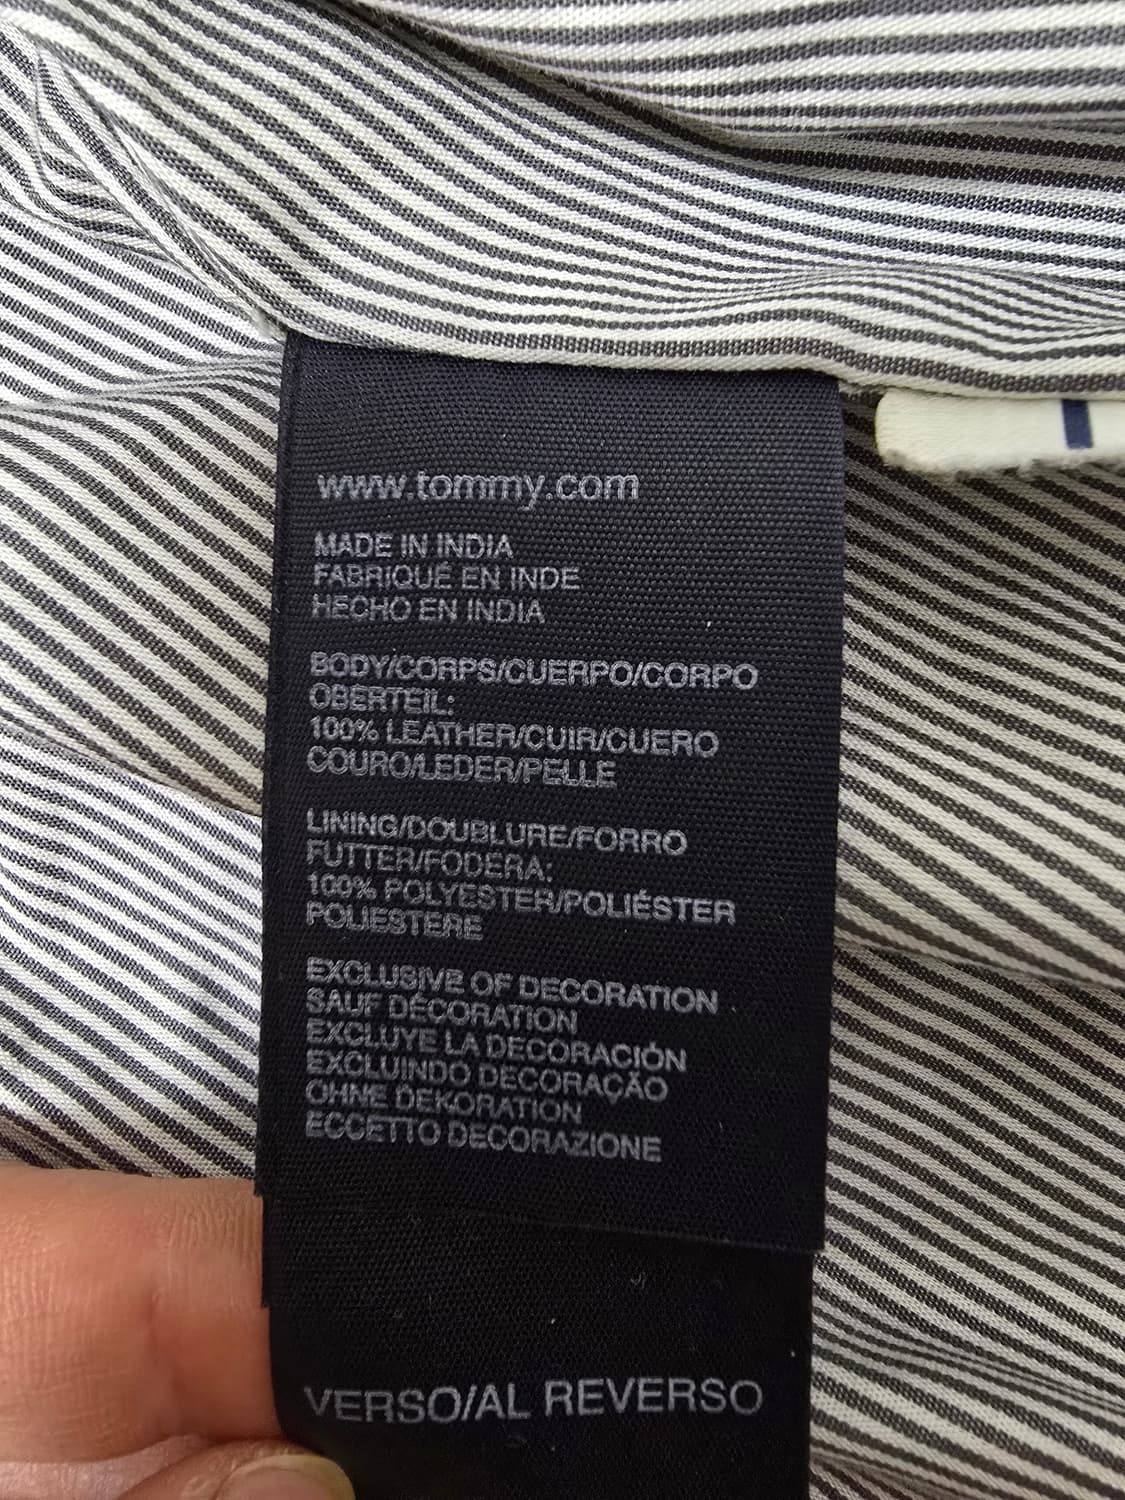 www.tommy.com
MADE IN INDIA
FABRIQUÉ EN INDE
HECHO EN INDIA
BODY/CORPS/CUERPO/CORPO
OBERTEIL:
100% LEATHER/CUIR/CUERO
COURO/LEDER/PELLE
LINING/DOUBLURE/FORRO
FUTTER/FODERA:
100% POLYESTER/POLIÉSTER
POLIESTERE
EXCLUSIVE OF DECORATION
SAUF DÉCORATION
EXCLUYE LA DECORACIÓN
EXCLUINDO DECORAÇÃO
OHNE DEKORATION
ECCETTO DECORAZIONE
VERSO/AL REVERSO